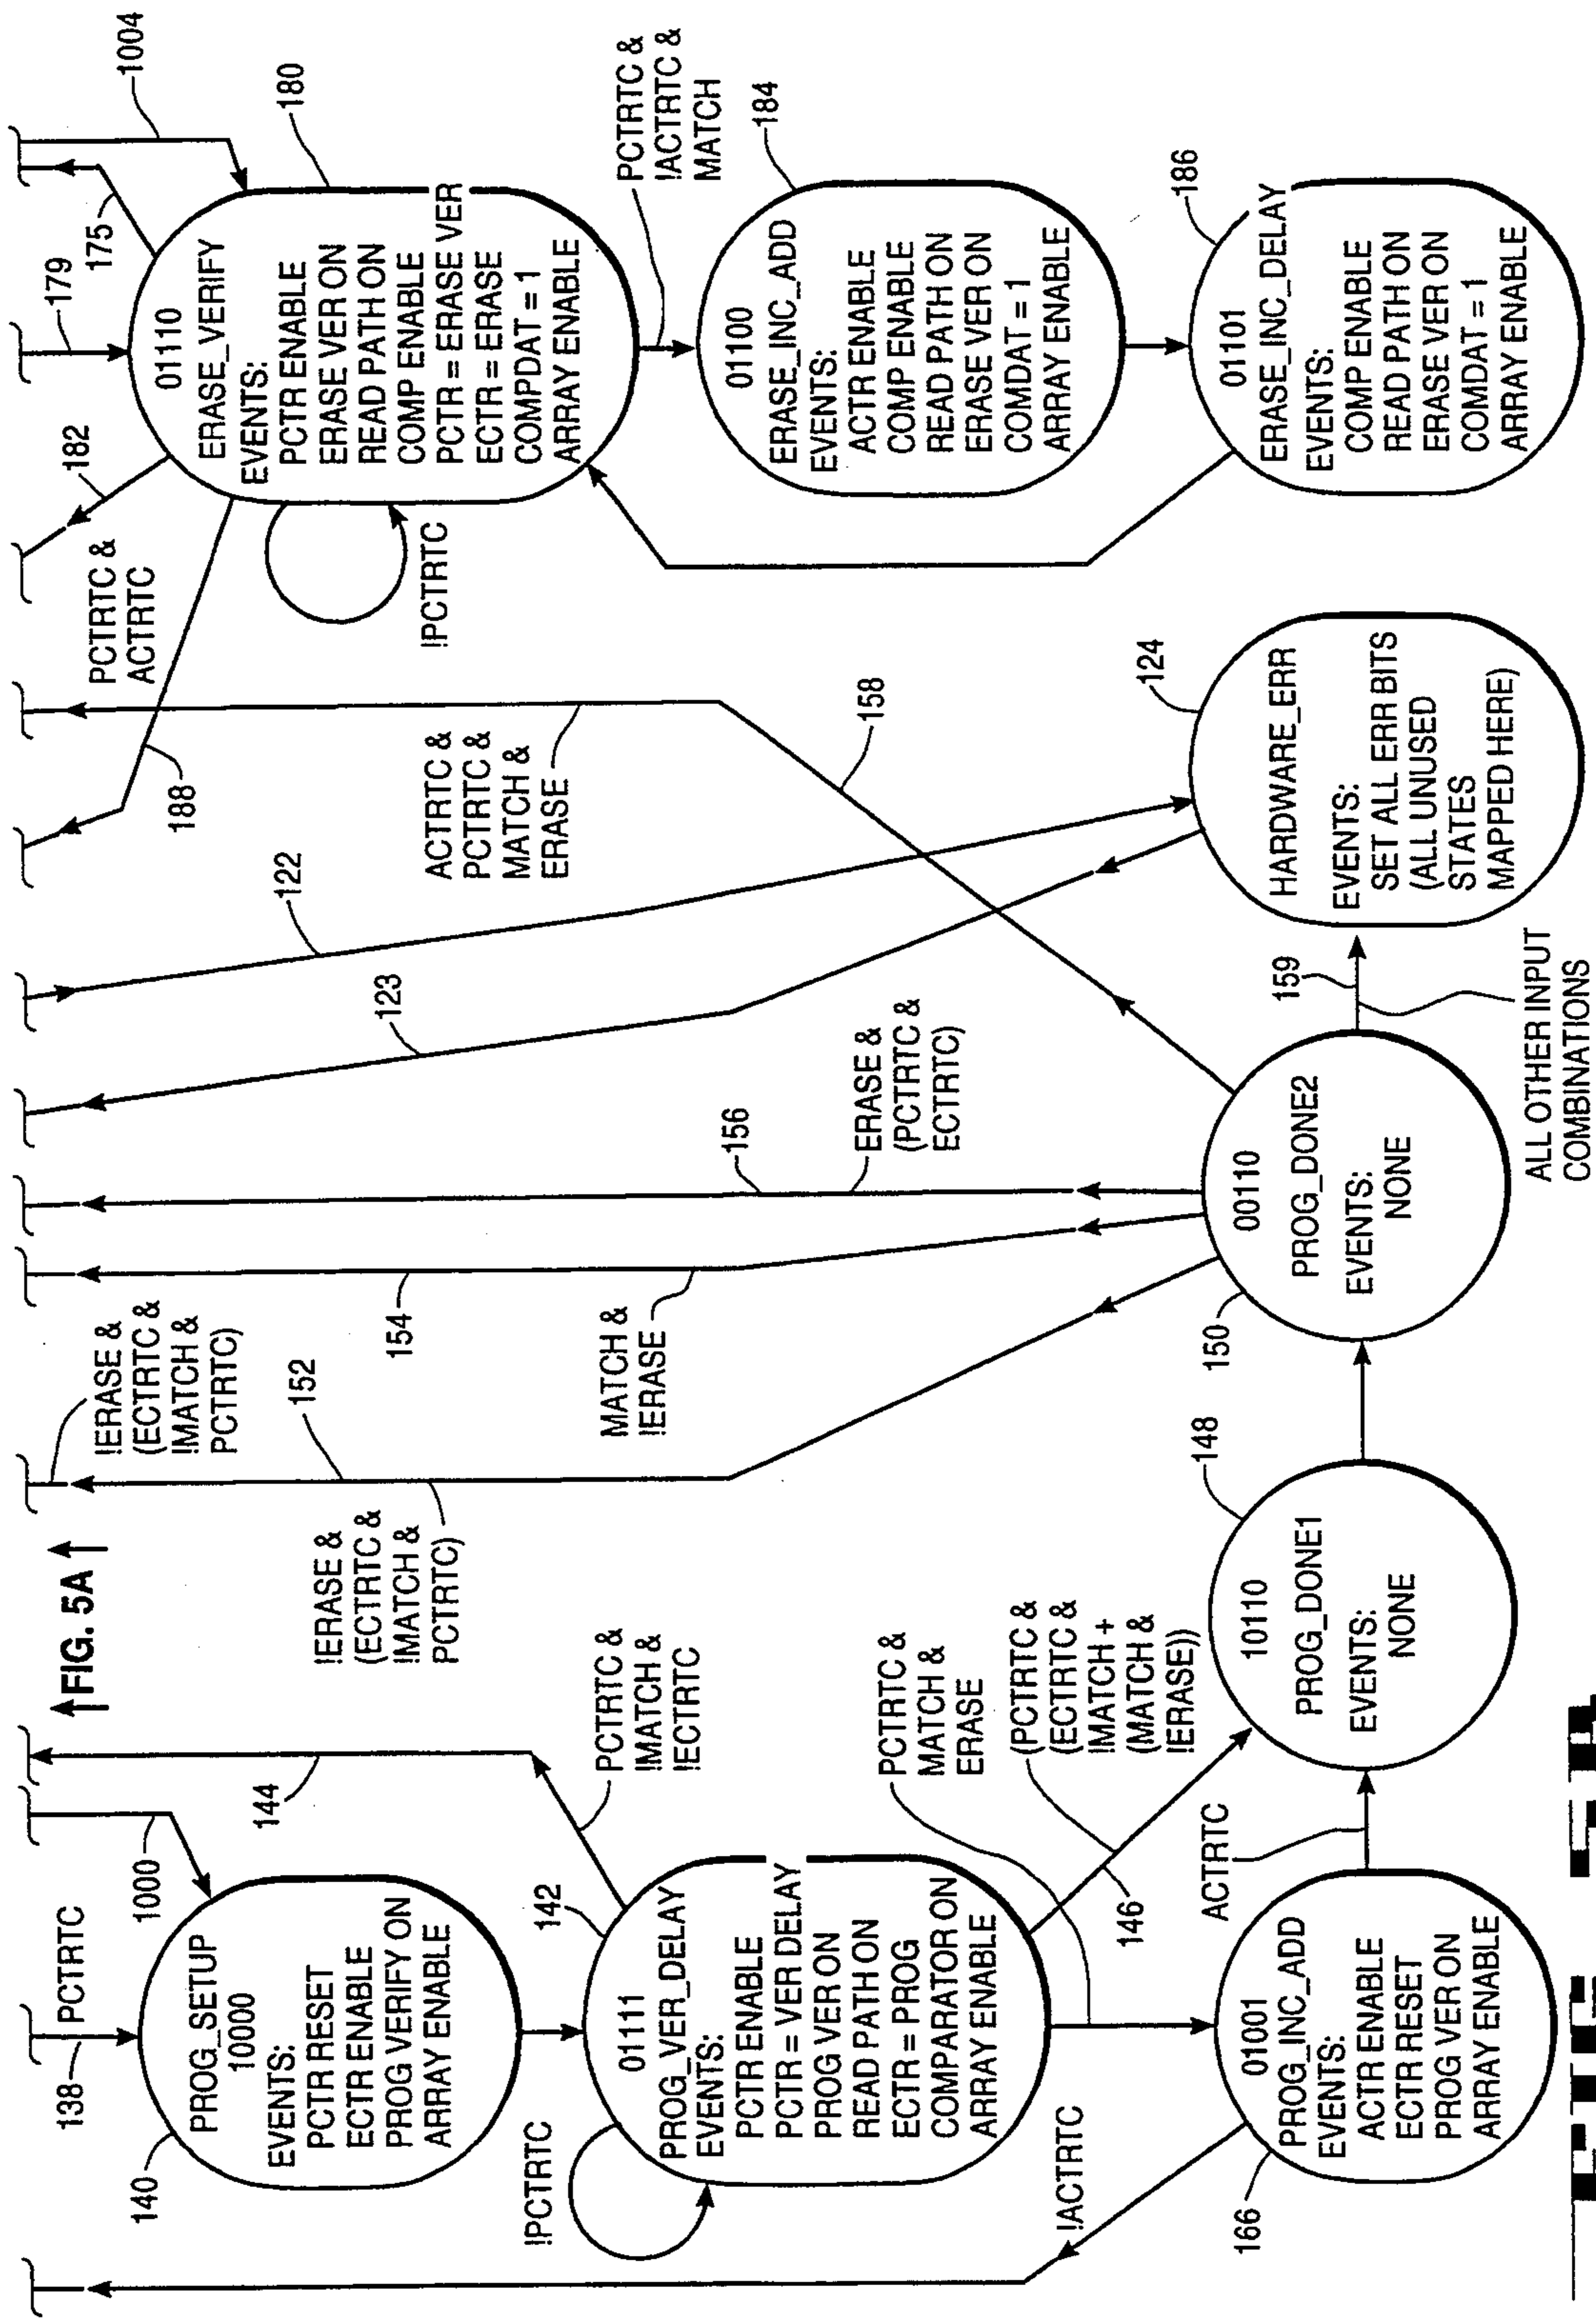 ↑FIG. 5A↑
138
PCTRTC
1000
144
140
PROG_SETUP
10000
EVENTS:
PCTR RESET
ECTR ENABLE
PROG VERIFY ON
ARRAY ENABLE
!PCTRTC
142
01111
PROG_VER_DELAY
EVENTS:
PCTR ENABLE
PCTR = VER DELAY
PROG VER ON
READ PATH ON
ECTR = PROG
COMPARATOR ON
ARRAY ENABLE
PCTRTC &
!MATCH &
!ECTRTC
PCTRTC &
MATCH &
ERASE
(PCTRTC &
(ECTRTC &
!MATCH +
(MATCH &
!ERASE))
146
!ACTRTC
166
01001
PROG_INC_ADD
EVENTS:
ACTR ENABLE
ECTR RESET
PROG VER ON
ARRAY ENABLE
ACTRTC
148
10110
PROG_DONE1
EVENTS:
NONE
150
00110
PROG_DONE2
EVENTS:
NONE
!ERASE &
(ECTRTC &
!MATCH &
PCTRTC)
152
!ERASE &
(ECTRTC &
!MATCH &
PCTRTC)
154
MATCH &
!ERASE
156
ERASE &
(PCTRTC &
ECTRTC)
123
122
158
ACTRTC &
PCTRTC &
MATCH &
ERASE
159
ALL OTHER INPUT
COMBINATIONS
124
HARDWARE_ERR
EVENTS:
SET ALL ERR BITS
(ALL UNUSED
STATES
MAPPED HERE)
188
PCTRTC &
ACTRTC
182
179
175
1004
!PCTRTC
180
01110
ERASE_VERIFY
EVENTS:
PCTR ENABLE
ERASE VER ON
READ PATH ON
COMP ENABLE
PCTR = ERASE VER
ECTR = ERASE
COMPDAT = 1
ARRAY ENABLE
PCTRTC &
!ACTRTC &
MATCH
184
01100
ERASE_INC_ADD
EVENTS:
ACTR ENABLE
COMP ENABLE
READ PATH ON
ERASE VER ON
COMDAT = 1
ARRAY ENABLE
186
01101
ERASE_INC_DELAY
EVENTS:
COMP ENABLE
READ PATH ON
ERASE VER ON
COMDAT = 1
ARRAY ENABLE